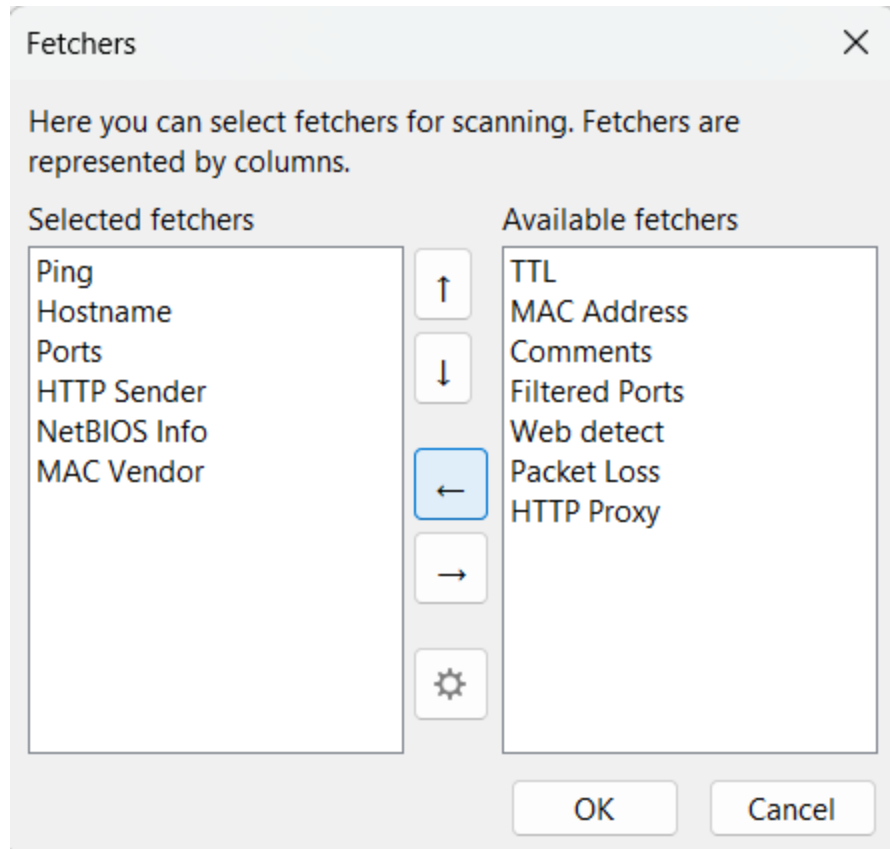 Fetchers
Here you can select fetchers for scanning. Fetchers are
represented by columns.
Selected fetchers
Ping
Hostname
Ports
HTTP Sender
NetBIOS Info
MAC Vendor
Available fetchers
TTL
MAC Address
Comments
Filtered Ports
Web detect
Packet Loss
HTTP Proxy
OK
Cancel